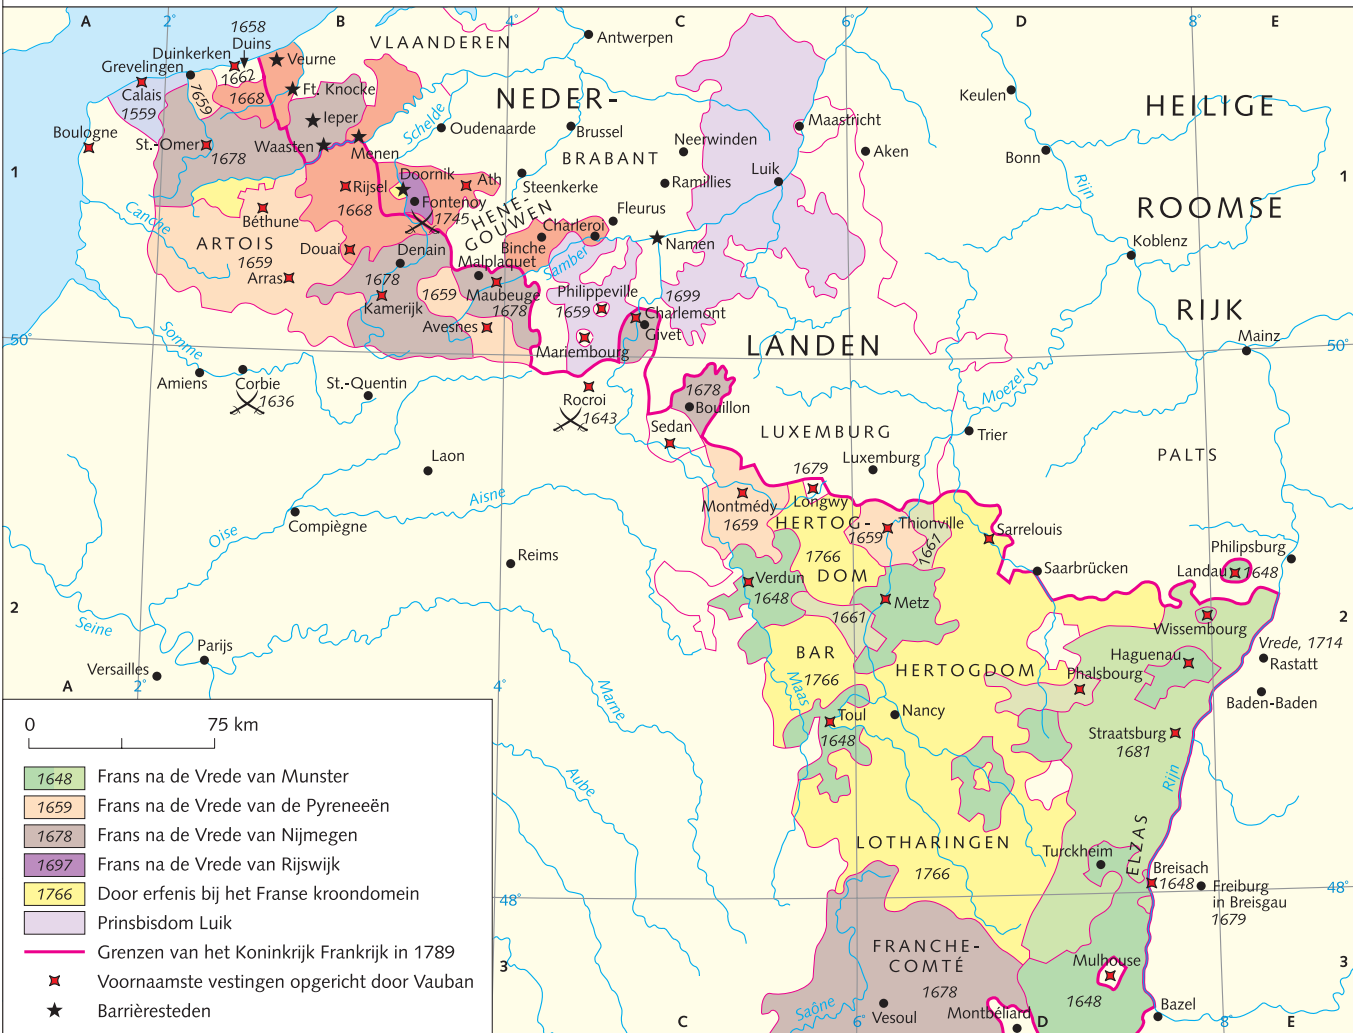 A
2°
B
4°
C
6°
D
8°
E
1658
Duins
Duinkerken
Grevelingen
1662
Veurne
VLAANDEREN
Antwerpen
Calais
1559
1659
1668
Ft. Knocke
NEDER-
Keulen
HEILIGE
Boulogne
Ieper
Schelde
Oudenaarde
Brussel
Neerwinden
Maastricht
St.-Omer
1678
Waasten
Menen
BRABANT
Luik
Aken
Bonn
1
Rijsel
Doornik
Ath
Steenkerke
Ramillies
Rijn
1
Canche
Béthune
1668
Fontenoy
1745
HENE-
GOUWEN
Fleurus
ROOMSE
ARTOIS
1659
Douai
Denain
Charleroi
Binche
Namen
Koblenz
Arras
1678
Malplaquet
Samber
Kamerijk
1659
Maubeuge
1678
Philippeville
1659
1699
Charlemont
RIJK
Avesnes
Givet
Mariembourg
LANDEN
Mainz
50°
50°
Somme
Amiens
Corbie
1636
St.-Quentin
Rocroi
1643
1678
Bouillon
Moezel
Sedan
LUXEMBURG
Trier
Laon
1679
Luxemburg
PALTS
Aisne
Montmédy
1659
Longwy
Compiègne
Oise
HERTOG-
1659
Thionville
1661
Sarrelouis
Reims
1766
DOM
Saarbrücken
Philipsburg
Landau
1648
2
Verdun
1648
Metz
2
Seine
1661
Wissembourg
Parijs
BAR
1766
HERTOGDOM
Haguenau
Vrede, 1714
Rastatt
Versailles
Phalsbourg
A
2°
4°
Maas
Baden-Baden
Marne
Toul
1648
Nancy
Straatsburg
1681
Aube
Rijn
LOTHARINGEN
1766
Turckheim
ELZAS
Breisach
1648
Freiburg
in Breisgau
1679
48°
48°
FRANCHE-
COMTÉ
1678
Mulhouse
1648
3
3
Saône
Vesoul
Montbéliard
Bazel
C
6°
D
8°
E
0
75 km
1648 Frans na de Vrede van Munster
1659 Frans na de Vrede van de Pyreneeën
1678 Frans na de Vrede van Nijmegen
1697 Frans na de Vrede van Rijswijk
1766 Door erfenis bij het Franse kroondomein
Prinsbisdom Luik
Grenzen van het Koninkrijk Frankrijk in 1789
Voornaamste vestingen opgericht door Vauban
Barrièresteden